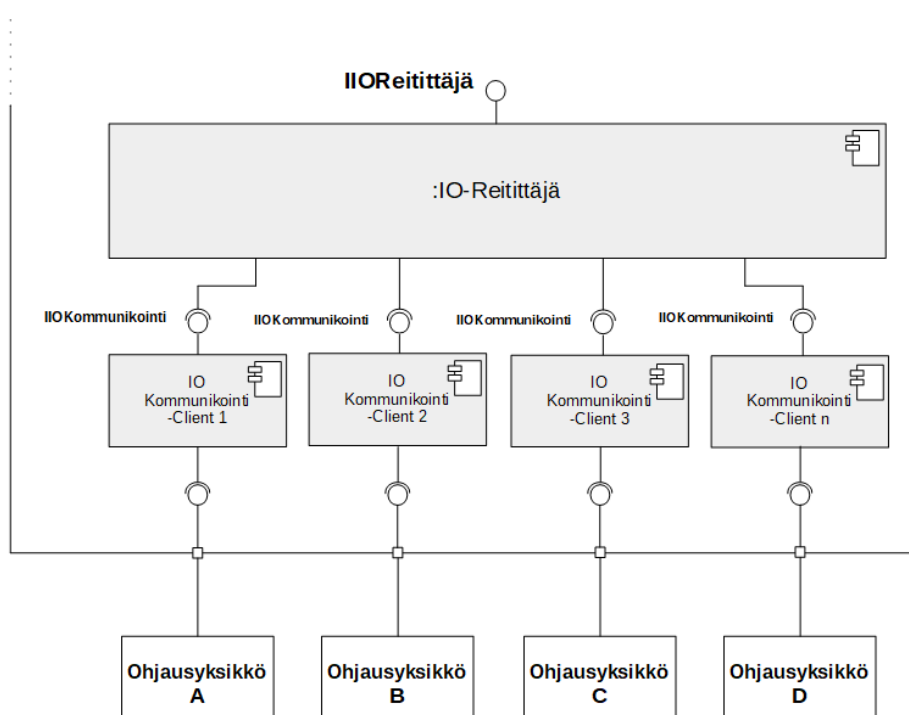 IIOReitittäjä
:IO-Reitittäjä
IIOKommunikointi
IIOKommunikointi
IIOKommunikointi
IIOKommunikointi
IO
Kommunikointi
-Client 1
IO
Kommunikointi
-Client 2
IO
Kommunikointi
-Client 3
IO
Kommunikointi
-Client n
Ohjausyksikkö
A
Ohjausyksikkö
B
Ohjausyksikkö
C
Ohjausyksikkö
D